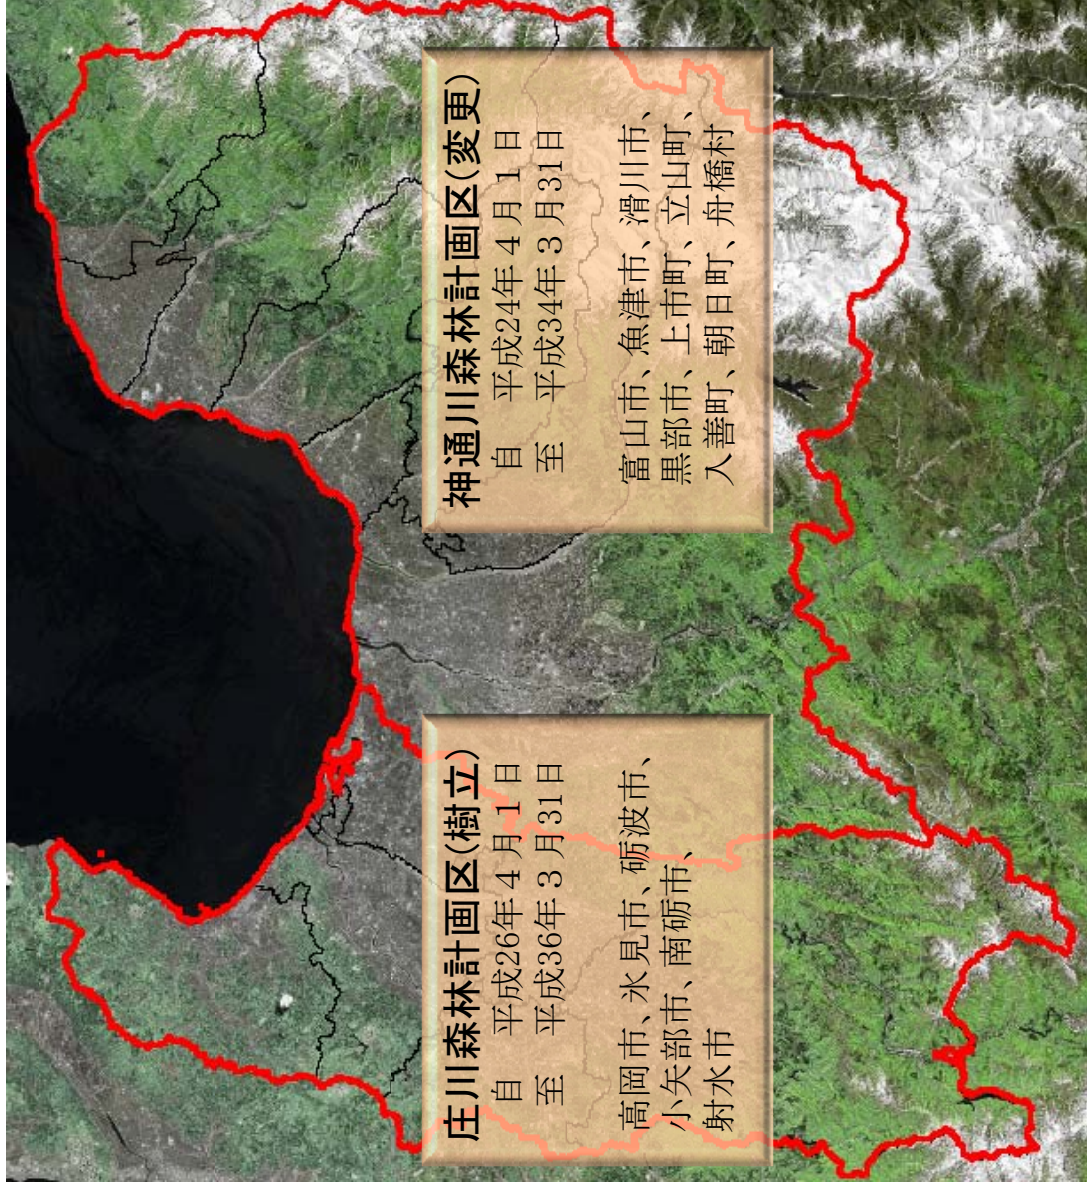 庄川森林計画区(樹立)
自　平成26年４月１日
至　平成36年３月31日
高岡市、氷見市、砺波市、
小矢部市、南砺市、
射水市
神通川森林計画区(変更)
自　平成24年４月１日
至　平成34年３月31日
富山市、魚津市、滑川市、
黒部市、上市町、立山町、
入善町、朝日町、舟橋村